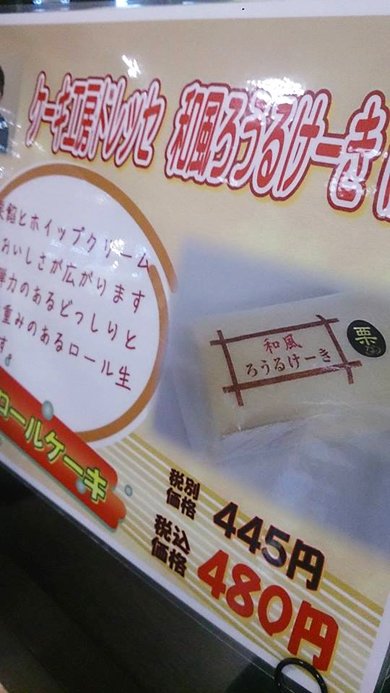 ケーキ工房ドレッセ 和風ろうるけーき
餡とホイップクリーム
おいしさが広がります
弾力のあるどっしりと
重みのあるロール生
す
栗
和風
ろうるけーき
ロールケーキ
税別
価格 445円
税込
価格 480円